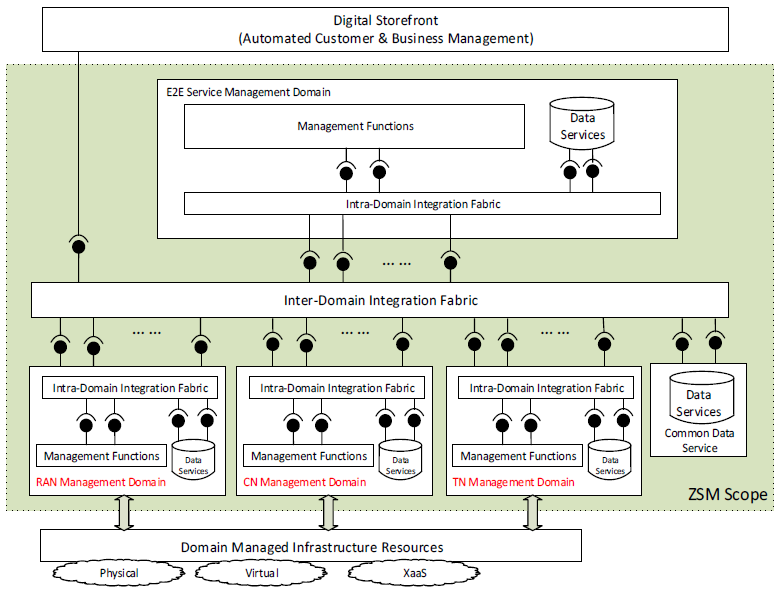 Digital Storefront
(Automated Customer & Business Management)
E2E Service Management Domain
Management Functions
Data
Services
Intra-Domain Integration Fabric
... ...
Inter-Domain Integration Fabric
... ...
... ...
... ...
Intra-Domain Integration Fabric
Management Functions
Data
Services
RAN Management Domain
Intra-Domain Integration Fabric
Management Functions
Data
Services
CN Management Domain
Intra-Domain Integration Fabric
Management Functions
Data
Services
TN Management Domain
Data
Services
Common Data
Service
ZSM Scope
Domain Managed Infrastructure Resources
Physical
Virtual
XaaS